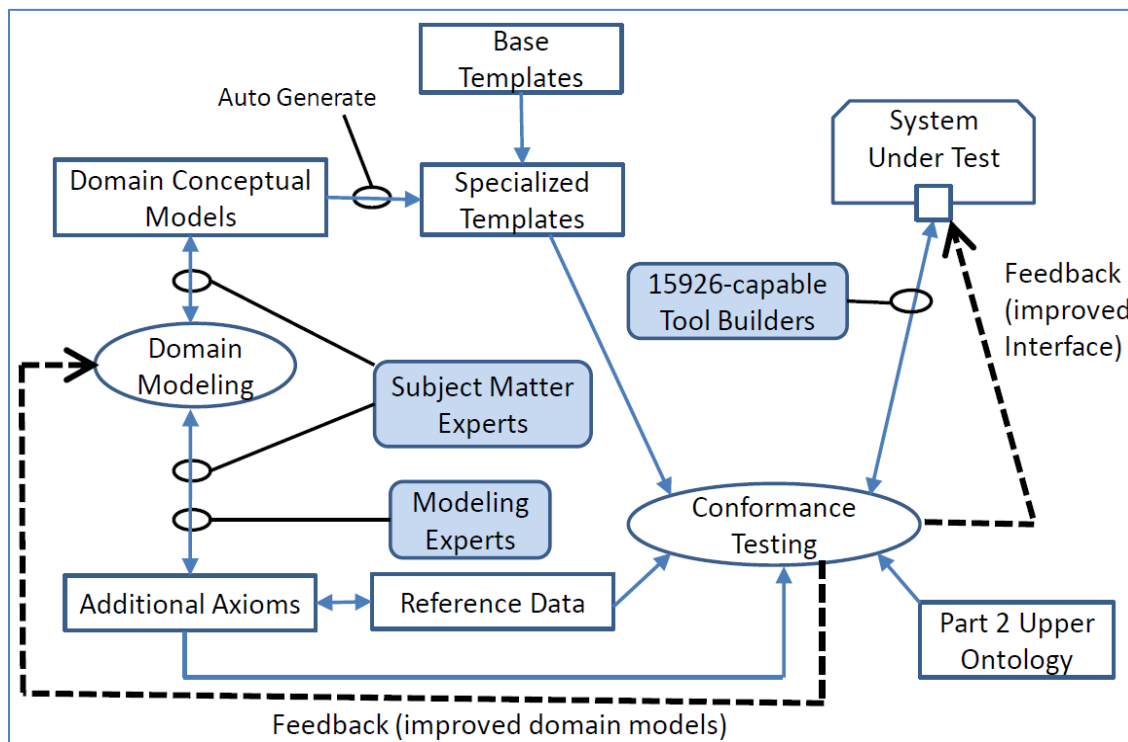 Base
Templates
Auto Generate
System
Under Test
Domain Conceptual
Models
Specialized
Templates
15926-capable
Tool Builders
Feedback
(improved
Interface)
Domain
Modeling
Subject Matter
Experts
Modeling
Experts
Conformance
Testing
Additional Axioms
Reference Data
Part 2 Upper
Ontology
Feedback (improved domain models)